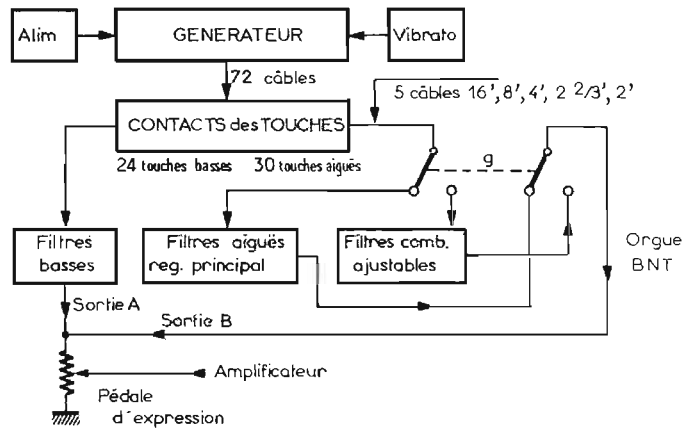 Alim
GENERATEUR
Vibrato
72 câbles
5 câbles 16', 8', 4', 2 2/3', 2'
CONTACTS des TOUCHES
24 touches basses
30 touches aiguës
g
Filtres
basses
Filtres aiguës
reg. principal
Filtres comb.
ajustables
Orgue
BNT
Sortie A
Sortie B
Amplificateur
Pédale
d'expression